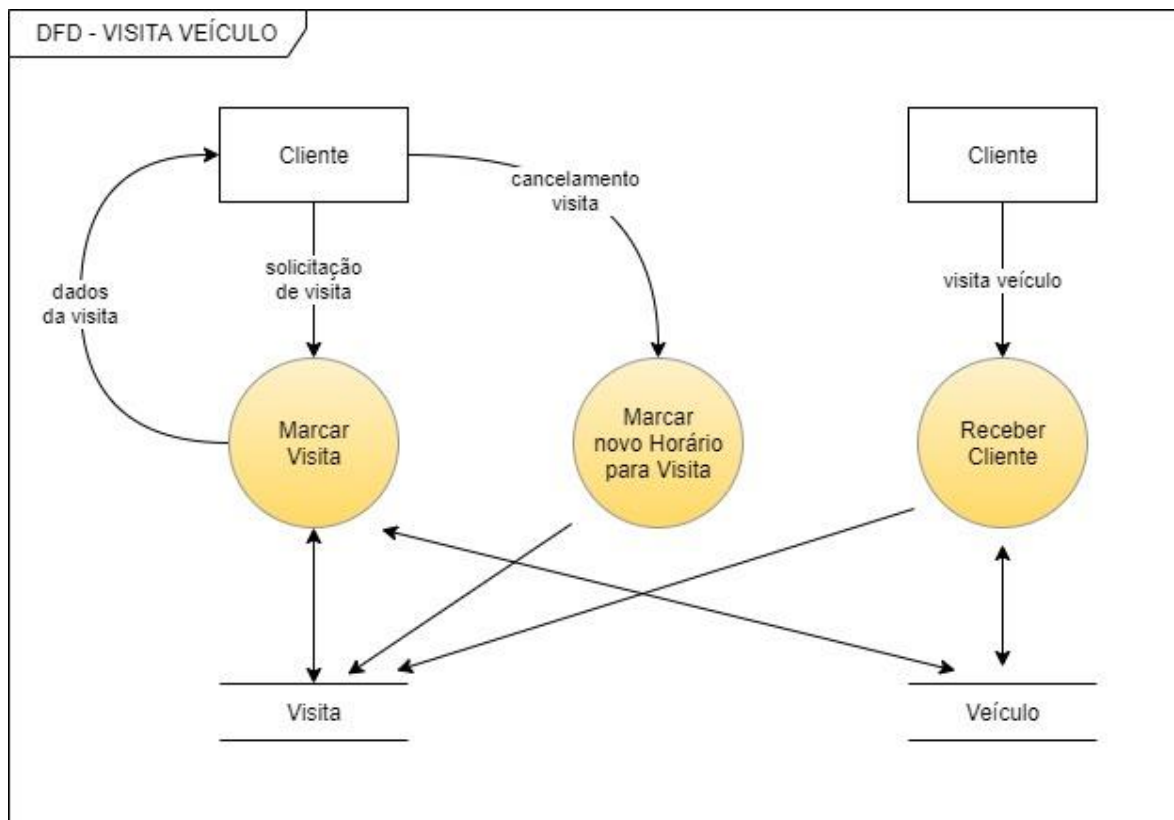 DFD - VISITA VEÍCULO
Cliente
Cliente
cancelamento
visita
solicitação
de visita
visita veículo
dados
da visita
Marcar
Visita
Marcar
novo Horário
para Visita
Receber
Cliente
Visita
Veículo